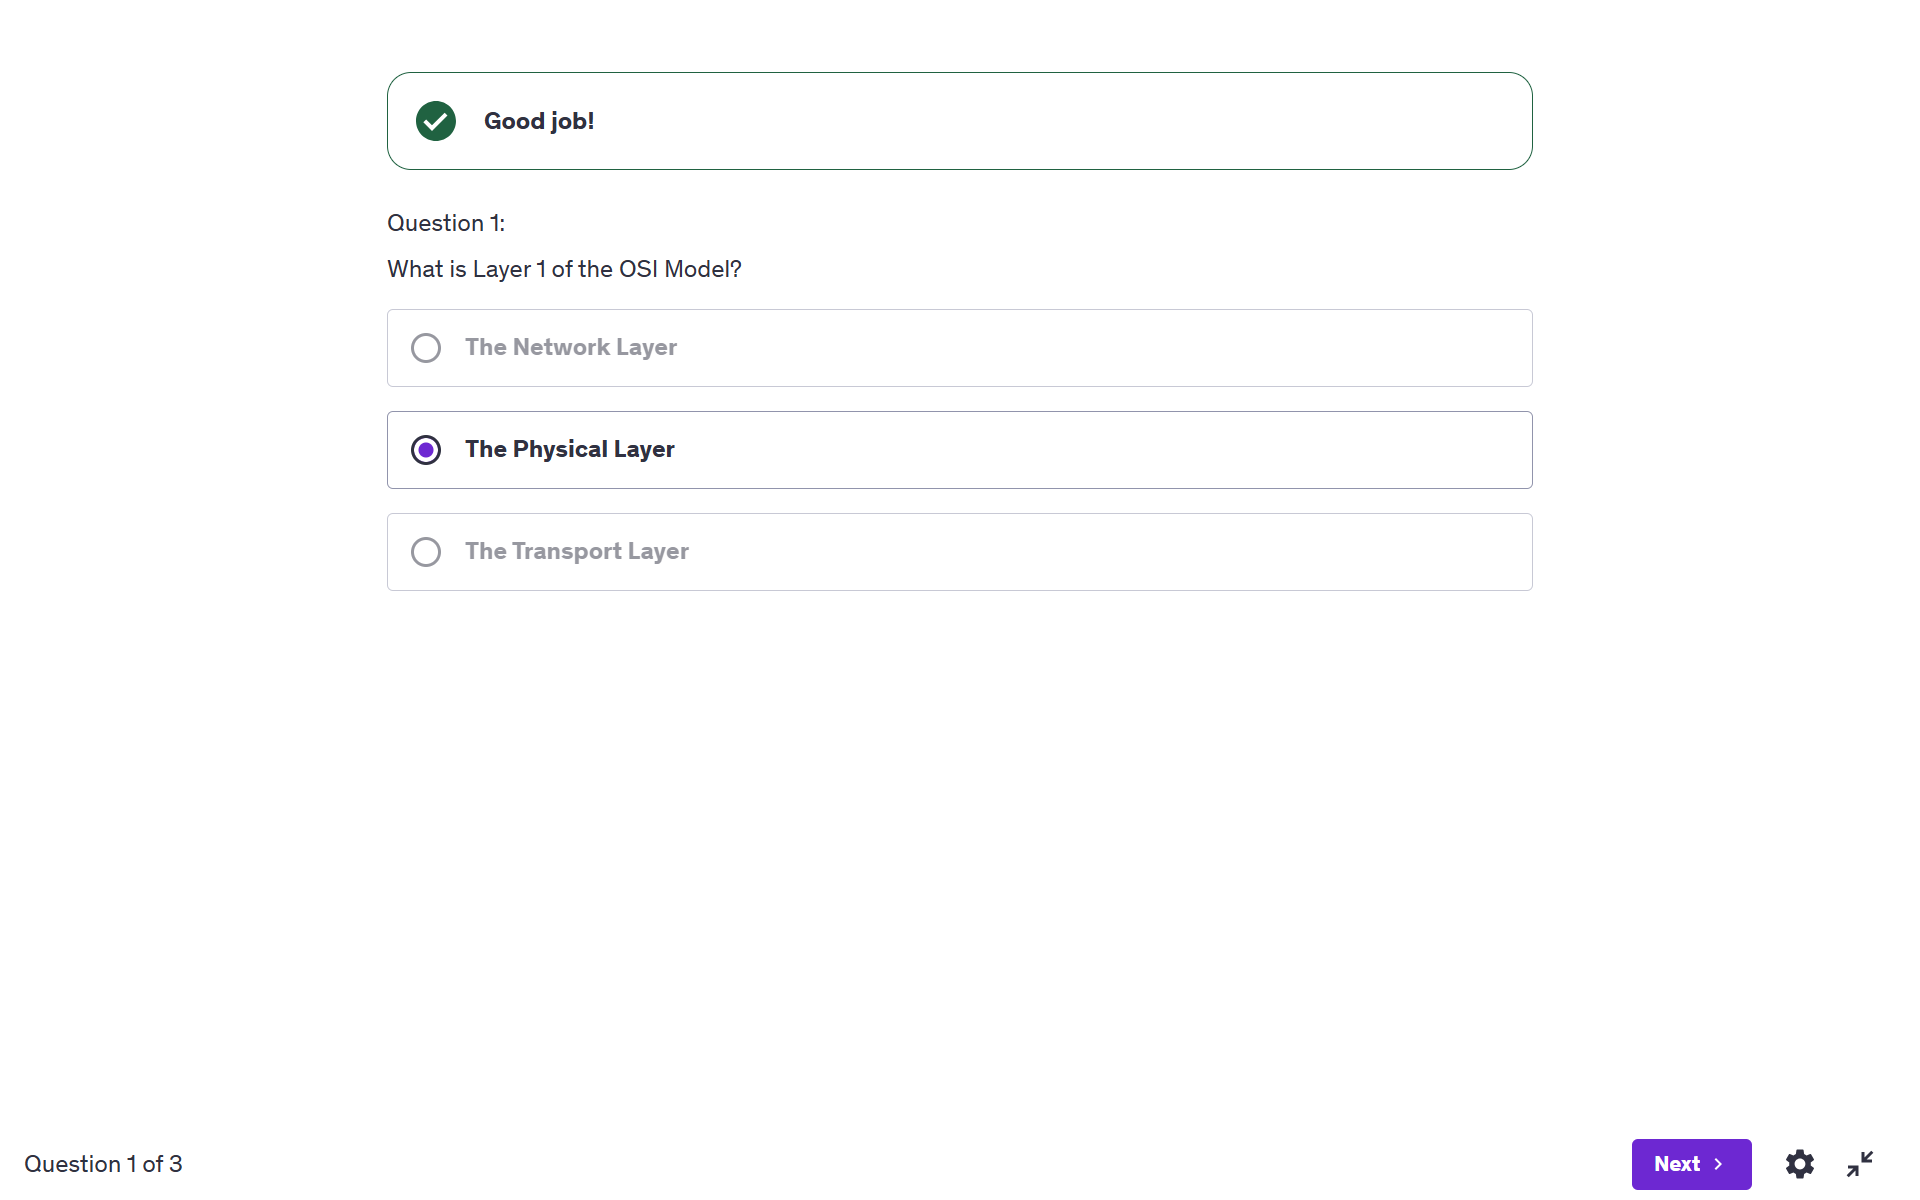 Good job!
Question 1:
What is Layer 1 of the OSI Model?
The Network Layer
The Physical Layer
The Transport Layer
Question 1 of 3
Next